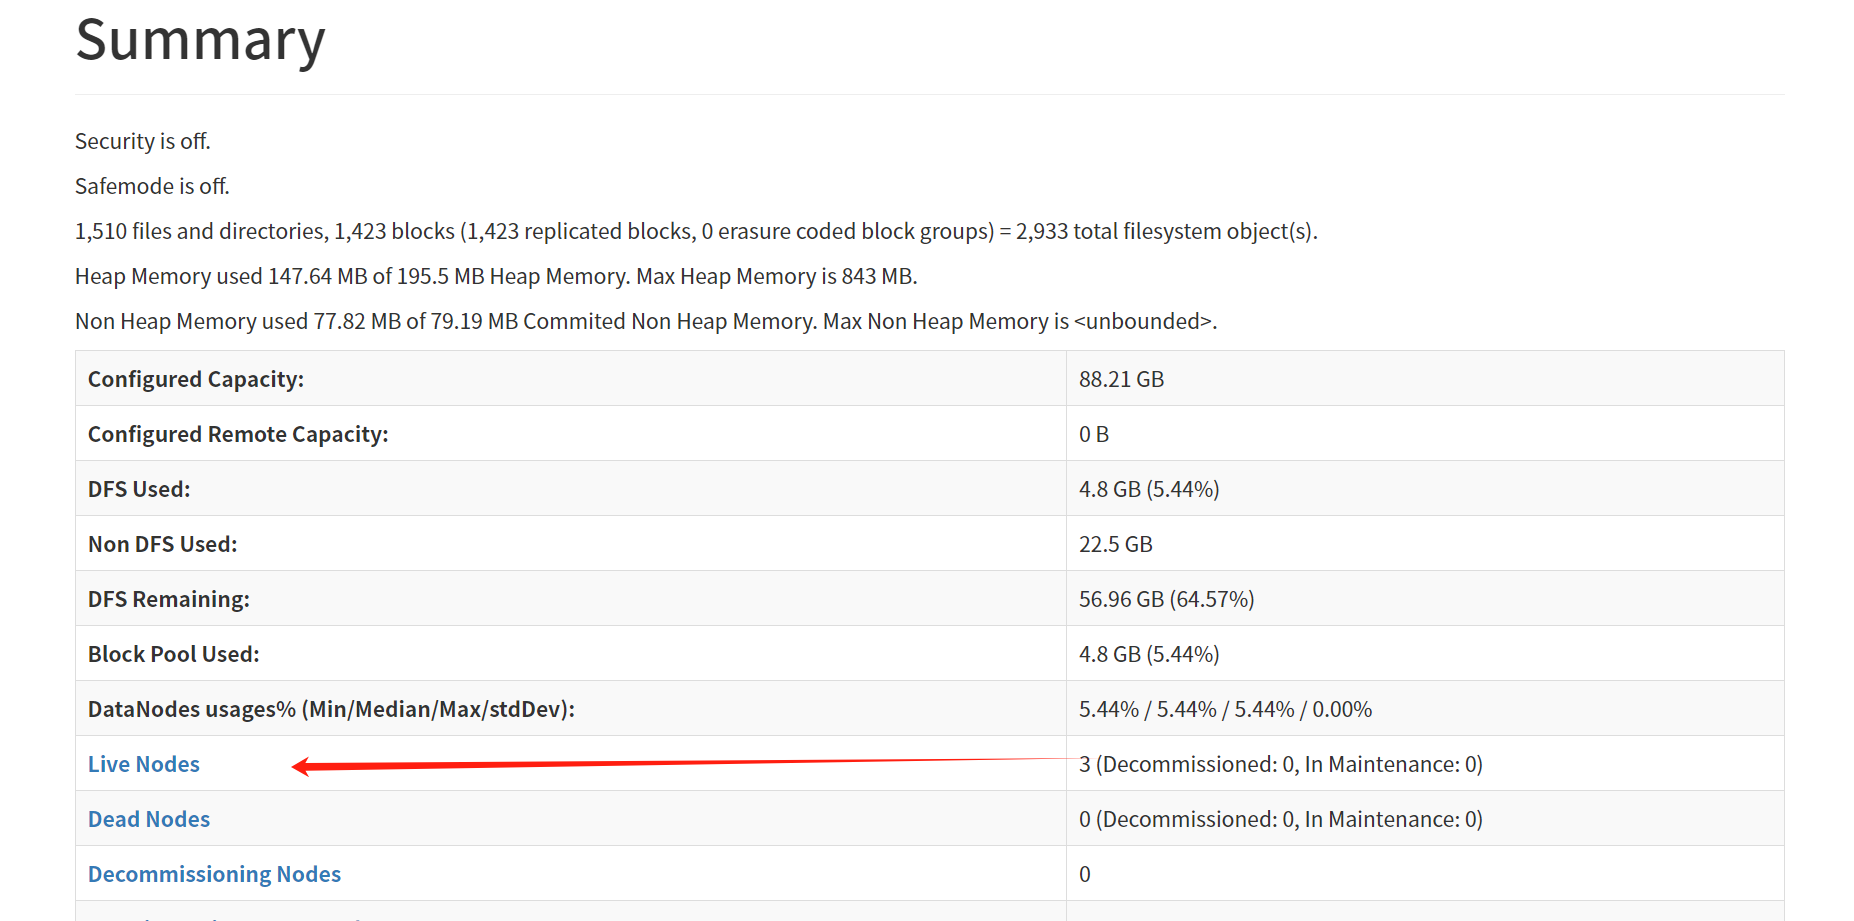 Summary
Security is off.
Safemode is off.
1,510 files and directories, 1,423 blocks (1,423 replicated blocks, 0 erasure coded block groups) = 2,933 total filesystem object(s).
Heap Memory used 147.64 MB of 195.5 MB Heap Memory. Max Heap Memory is 843 MB.
Non Heap Memory used 77.82 MB of 79.19 MB Commited Non Heap Memory. Max Non Heap Memory is <unbounded>.
Configured Capacity: 88.21 GB
Configured Remote Capacity: 0 B
DFS Used: 4.8 GB (5.44%)
Non DFS Used: 22.5 GB
DFS Remaining: 56.96 GB (64.57%)
Block Pool Used: 4.8 GB (5.44%)
DataNodes usages% (Min/Median/Max/stdDev): 5.44% / 5.44% / 5.44% / 0.00%
Live Nodes 3 (Decommissioned: 0, In Maintenance: 0)
Dead Nodes 0 (Decommissioned: 0, In Maintenance: 0)
Decommissioning Nodes 0